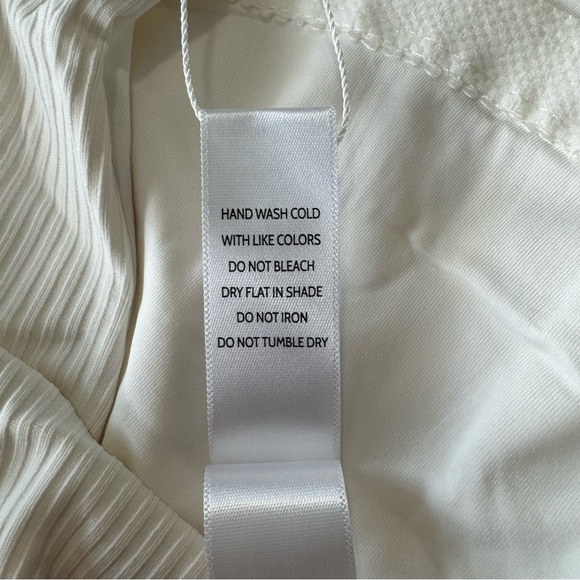 HAND WASH COLD
WITH LIKE COLORS
DO NOT BLEACH
DRY FLAT IN SHADE
DO NOT IRON
DO NOT TUMBLE DRY